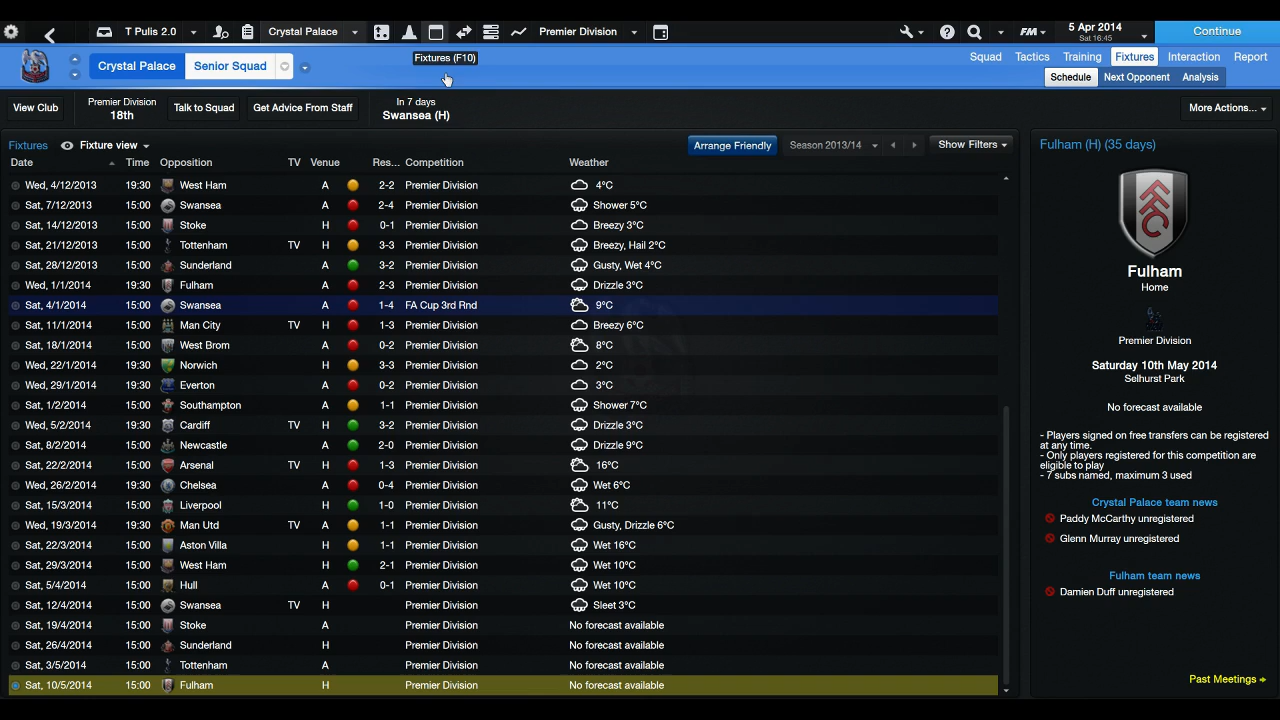 T Pulis 2.0 Crystal Palace Premier Division FM 5 Apr 2014 Sat 16:45 Continue
Fixtures (F10)
Crystal Palace Senior Squad Squad Tactics Training Fixtures Interaction Report
Schedule Next Opponent Analysis
View Club Premier Division 18th Talk to Squad Get Advice From Staff In 7 days Swansea (H) More Actions...
Fixtures Fixture view Arrange Friendly Season 2013/14 Show Filters
Date Time Opposition TV Venue Res... Competition Weather
Wed, 4/12/2013 19:30 West Ham A 2-2 Premier Division 4°C
Sat, 7/12/2013 15:00 Swansea A 2-4 Premier Division Shower 5°C
Sat, 14/12/2013 15:00 Stoke H 0-1 Premier Division Breezy 3°C
Sat, 21/12/2013 15:00 Tottenham TV H 3-3 Premier Division Breezy, Hail 2°C
Sat, 28/12/2013 15:00 Sunderland A 3-2 Premier Division Gusty, Wet 4°C
Wed, 1/1/2014 15:00 Fulham A 2-3 Premier Division Drizzle 3°C
Sat, 4/1/2014 15:00 Swansea A 1-4 FA Cup 3rd Rnd 9°C
Sat, 11/1/2014 15:00 Man City TV H 1-3 Premier Division Breezy 6°C
Sat, 18/1/2014 15:00 West Brom A 0-2 Premier Division 8°C
Wed, 22/1/2014 19:30 Norwich H 3-3 Premier Division 2°C
Wed, 29/1/2014 19:30 Everton A 0-2 Premier Division 3°C
Sat, 1/2/2014 15:00 Southampton A 1-1 Premier Division Shower 7°C
Wed, 5/2/2014 19:30 Cardiff TV H 3-2 Premier Division Drizzle 3°C
Sat, 8/2/2014 15:00 Newcastle A 2-0 Premier Division Drizzle 9°C
Sat, 22/2/2014 15:00 Arsenal TV H 1-3 Premier Division 16°C
Wed, 26/2/2014 19:30 Chelsea A 0-4 Premier Division Wet 6°C
Sat, 15/3/2014 15:00 Liverpool H 1-0 Premier Division 11°C
Wed, 19/3/2014 19:30 Man Utd TV A 1-1 Premier Division Gusty, Drizzle 6°C
Sat, 22/3/2014 15:00 Aston Villa H 1-1 Premier Division Wet 16°C
Sat, 29/3/2014 15:00 West Ham H 2-1 Premier Division Wet 10°C
Sat, 5/4/2014 15:00 Hull A 0-1 Premier Division Wet 10°C
Sat, 12/4/2014 15:00 Swansea TV H Premier Division Sleet 3°C
Sat, 19/4/2014 15:00 Stoke A Premier Division No forecast available
Sat, 26/4/2014 15:00 Sunderland H Premier Division No forecast available
Sat, 3/5/2014 15:00 Tottenham A Premier Division No forecast available
Sat, 10/5/2014 15:00 Fulham H Premier Division No forecast available
Fulham (H) (35 days)
FFC
Fulham
Home
Premier Division
Saturday 10th May 2014
Selhurst Park
No forecast available
- Players signed on free transfers can be registered
at any time.
- Only players registered for this competition are
eligible to play
- 7 subs named, maximum 3 used
Crystal Palace team news
Paddy McCarthy unregistered
Glenn Murray unregistered
Fulham team news
Damien Duff unregistered
Past Meetings